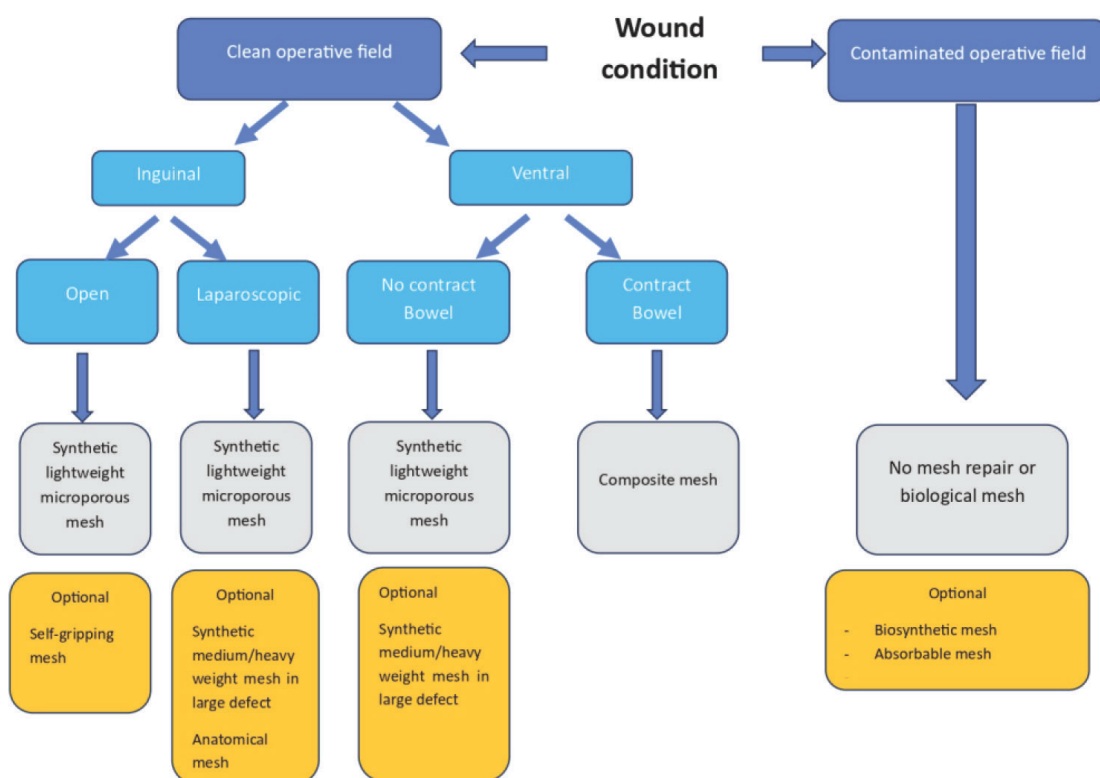 Wound
condition
Clean operative field
Contaminated operative field
Inguinal
Ventral
Open
Laparoscopic
No contract
Bowel
Contract
Bowel
Synthetic
lightweight
microporous
mesh
Synthetic
lightweight
microporous
mesh
Synthetic
lightweight
microporous
mesh
Composite mesh
No mesh repair or
biological mesh
Optional
Self-gripping
mesh
Optional
Synthetic
medium/heavy
weight mesh in
large defect
Anatomical
mesh
Optional
Synthetic
medium/heavy
weight mesh in
large defect
Optional
- Biosynthetic mesh
- Absorbable mesh